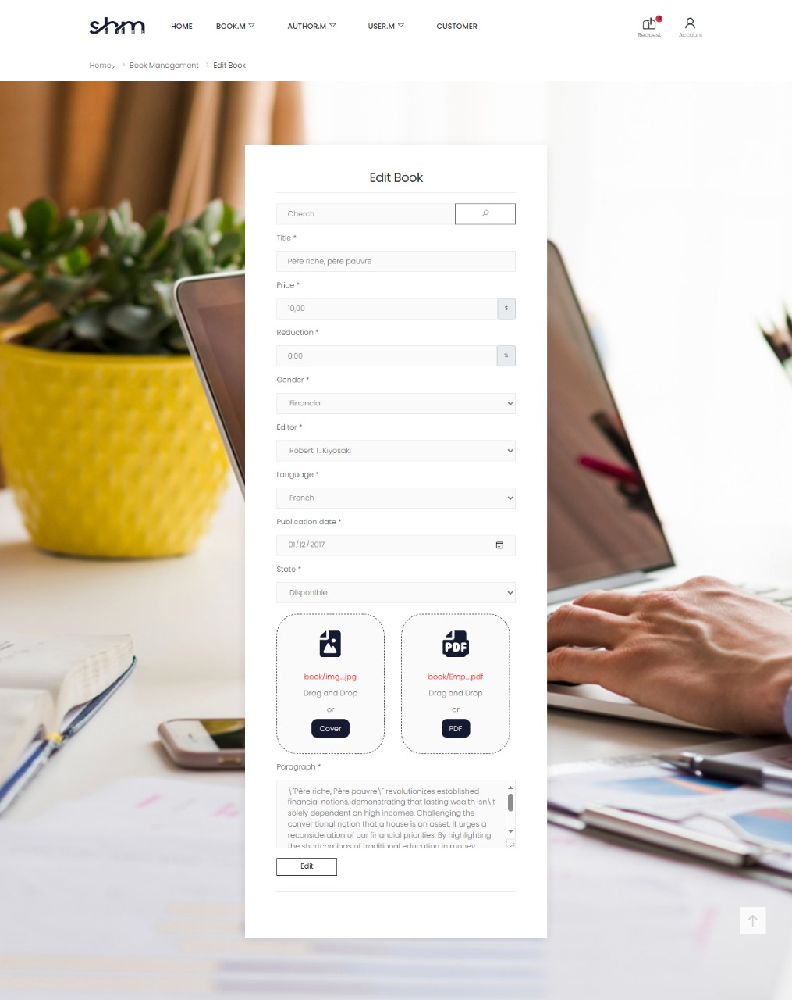 shm
HOME
BOOK.M
AUTHOR.M
USER.M
CUSTOMER
0
Request
Account
Home
Book Management
Edit Book
Edit Book
Cherch...
Title *
Père riche, père pauvre
Price *
10,00
$
Reduction *
0,00
%
Gender *
Financial
Editor *
Robert T. Kiyosaki
Language *
French
Publication date *
01/12/2017
State *
Disponible
book/img...jpg
Drag and Drop
or
Cover
PDF
book/Emp...pdf
Drag and Drop
or
PDF
Paragraph *
\"Père riche, Père pauvre\" revolutionizes established
financial notions, demonstrating that lasting wealth isn\'t
solely dependent on high incomes. Challenging the
conventional notion that a house is an asset, it urges a
reconsideration of our financial priorities. By highlighting
the shortcomings of traditional education in money
Edit